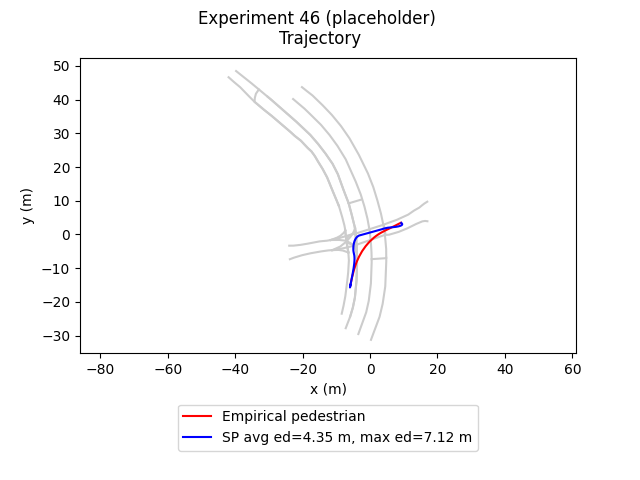 Experiment 46 (placeholder)
Trajectory
50
40
30
20
10
0
−10
−20
−30
y (m)
−80 −60 −40 −20 0 20 40 60
x (m)
Empirical pedestrian
SP avg ed=4.35 m, max ed=7.12 m